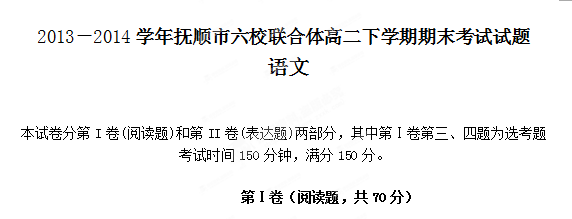 2013－2014 学年抚顺市六校联合体高二下学期期末考试试题
语文
本试卷分第 I 卷(阅读题)和第 II 卷(表达题)两部分，其中第Ⅰ卷第三、四题为选考题
考试时间 150 分钟，满分 150 分。
第Ⅰ卷（阅读题，共 70 分）